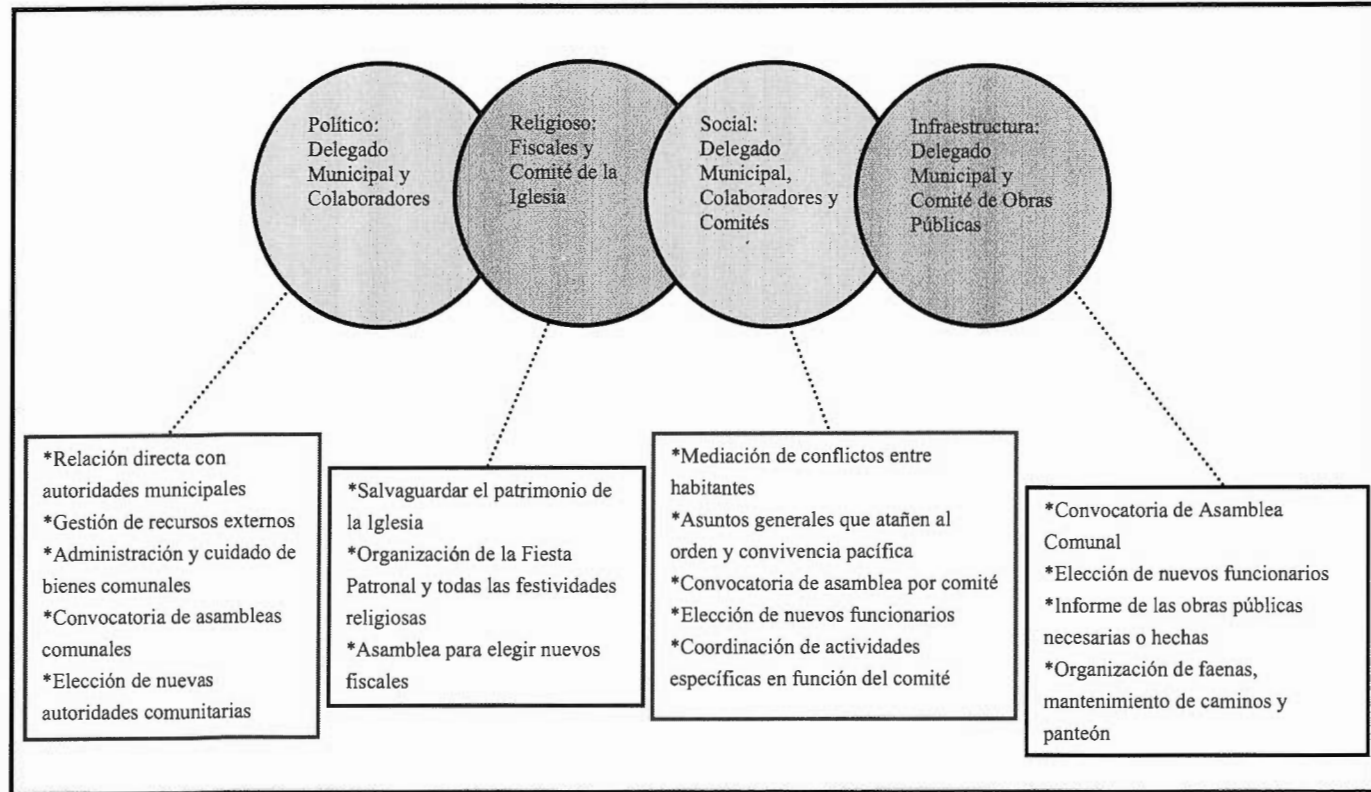 Político:
Delegado
Municipal y
Colaboradores
Religioso:
Fiscales y
Comité de la
Iglesia
Social:
Delegado
Municipal,
Colaboradores y
Comités
Infraestructura:
Delegado
Municipal y
Comité de Obras
Públicas
*Relación directa con
autoridades municipales
*Gestión de recursos externos
*Administración y cuidado de
bienes comunales
*Convocatoria de asambleas
comunales
*Elección de nuevas
autoridades comunitarias
*Salvaguardar el patrimonio de
la Iglesia
*Organización de la Fiesta
Patronal y todas las festividades
religiosas
*Asamblea para elegir nuevos
fiscales
*Mediación de conflictos entre
habitantes
*Asuntos generales que atañen al
orden y convivencia pacífica
*Convocatoria de asamblea por comité
*Elección de nuevos funcionarios
*Coordinación de actividades
específicas en función del comité
*Convocatoria de Asamblea
Comunal
*Elección de nuevos funcionarios
*Informe de las obras públicas
necesarias o hechas
*Organización de faenas,
mantenimiento de caminos y
panteón